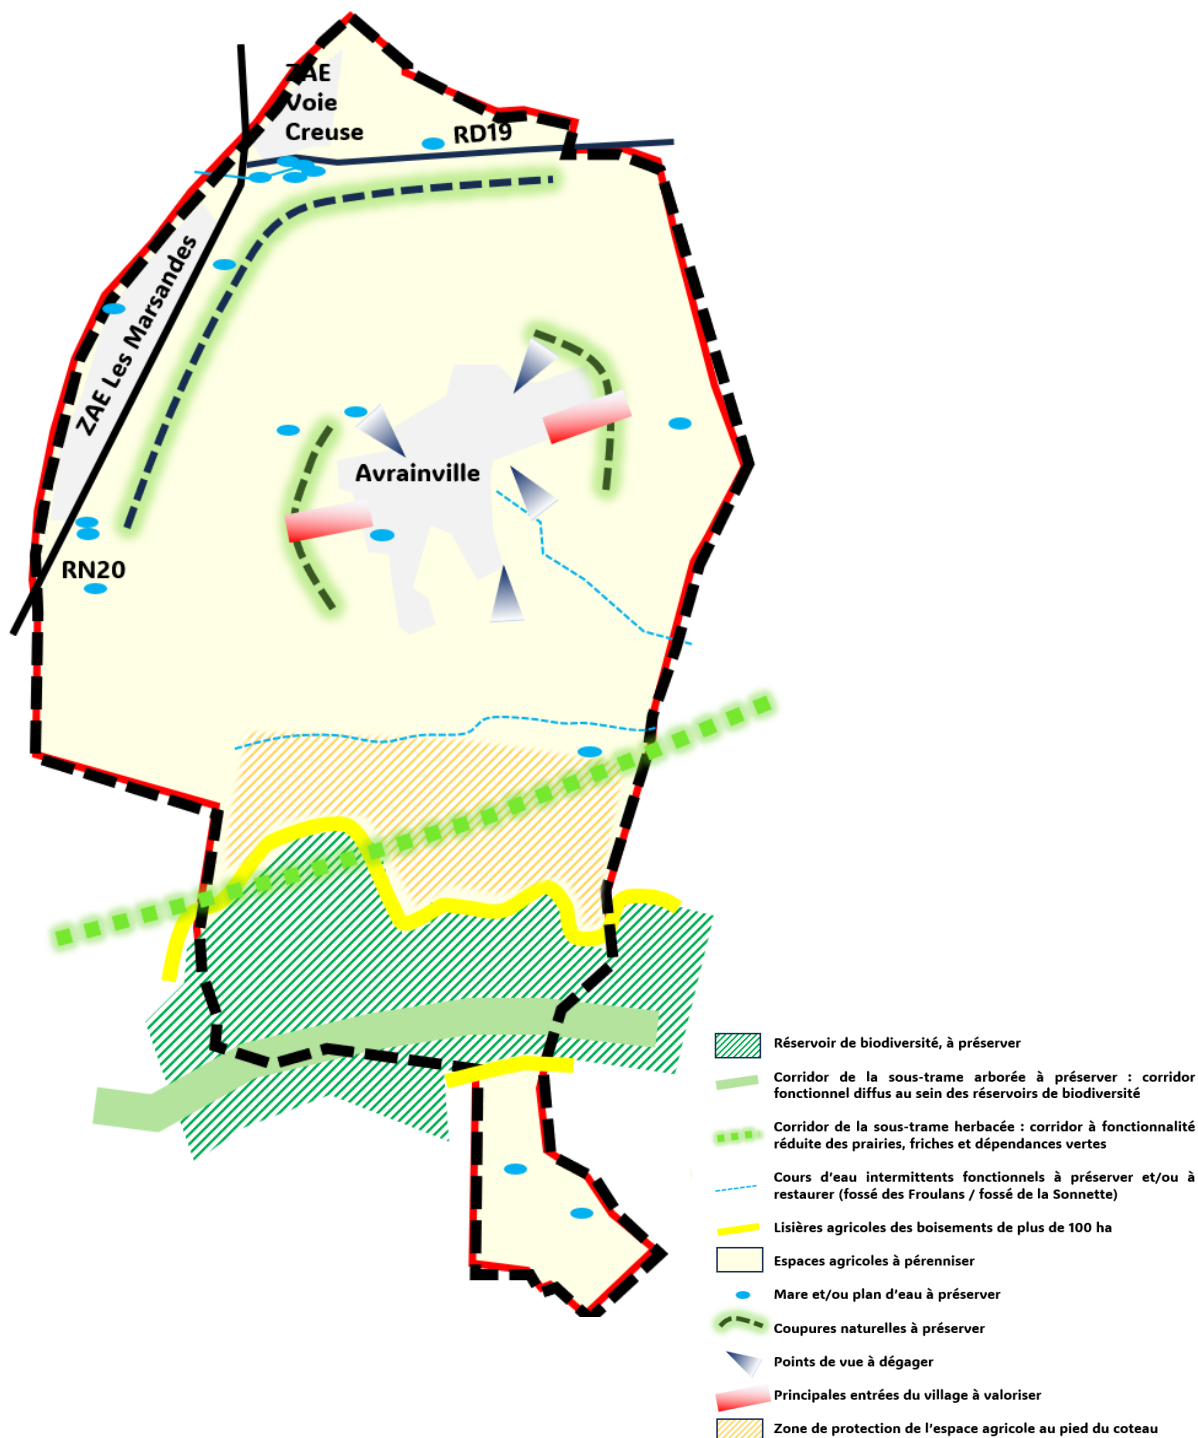 ZAE
Voie
Creuse
RD19
ZAE Les Marsandes
Avrainville
RN20
Réservoir de biodiversité, à préserver
Corridor de la sous-trame arborée à préserver : corridor
fonctionnel diffus au sein des réservoirs de biodiversité
Corridor de la sous-trame herbacée : corridor à fonctionnalité
réduite des prairies, friches et dépendances vertes
Cours d'eau intermittents fonctionnels à préserver et/ou à
restaurer (fossé des Froulans / fossé de la Sonnette)
Lisières agricoles des boisements de plus de 100 ha
Espaces agricoles à pérenniser
Mare et/ou plan d'eau à préserver
Coupures naturelles à préserver
Points de vue à dégager
Principales entrées du village à valoriser
Zone de protection de l'espace agricole au pied du coteau